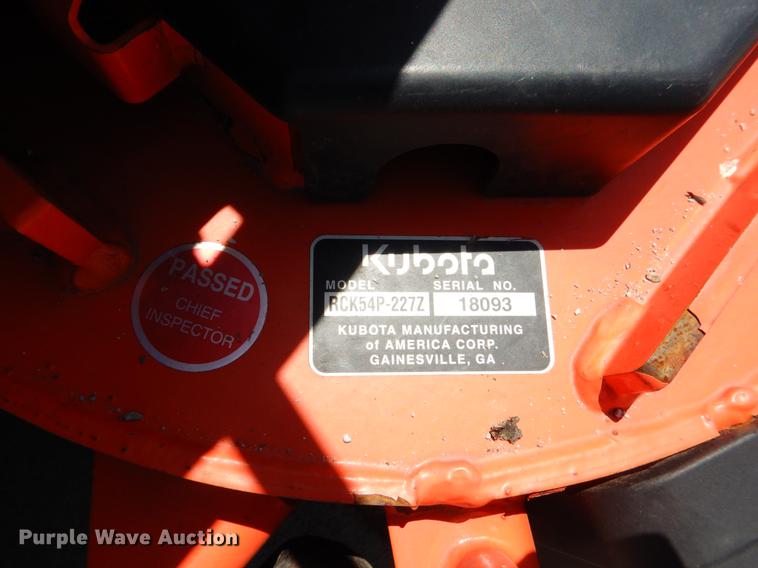 PASSED
CHIEF
INSPECTOR
Kubota
MODEL SERIAL NO.
RCK54P-227Z 18093
KUBOTA MANUFACTURING
of AMERICA CORP.
GAINESVILLE, GA
Purple Wave Auction